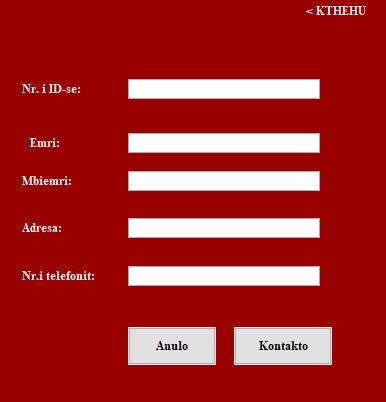 < KTHEHU
Nr. i ID-se:
Emri:
Mbiemri:
Adresa:
Nr.i telefonit:
Anulo Kontakto